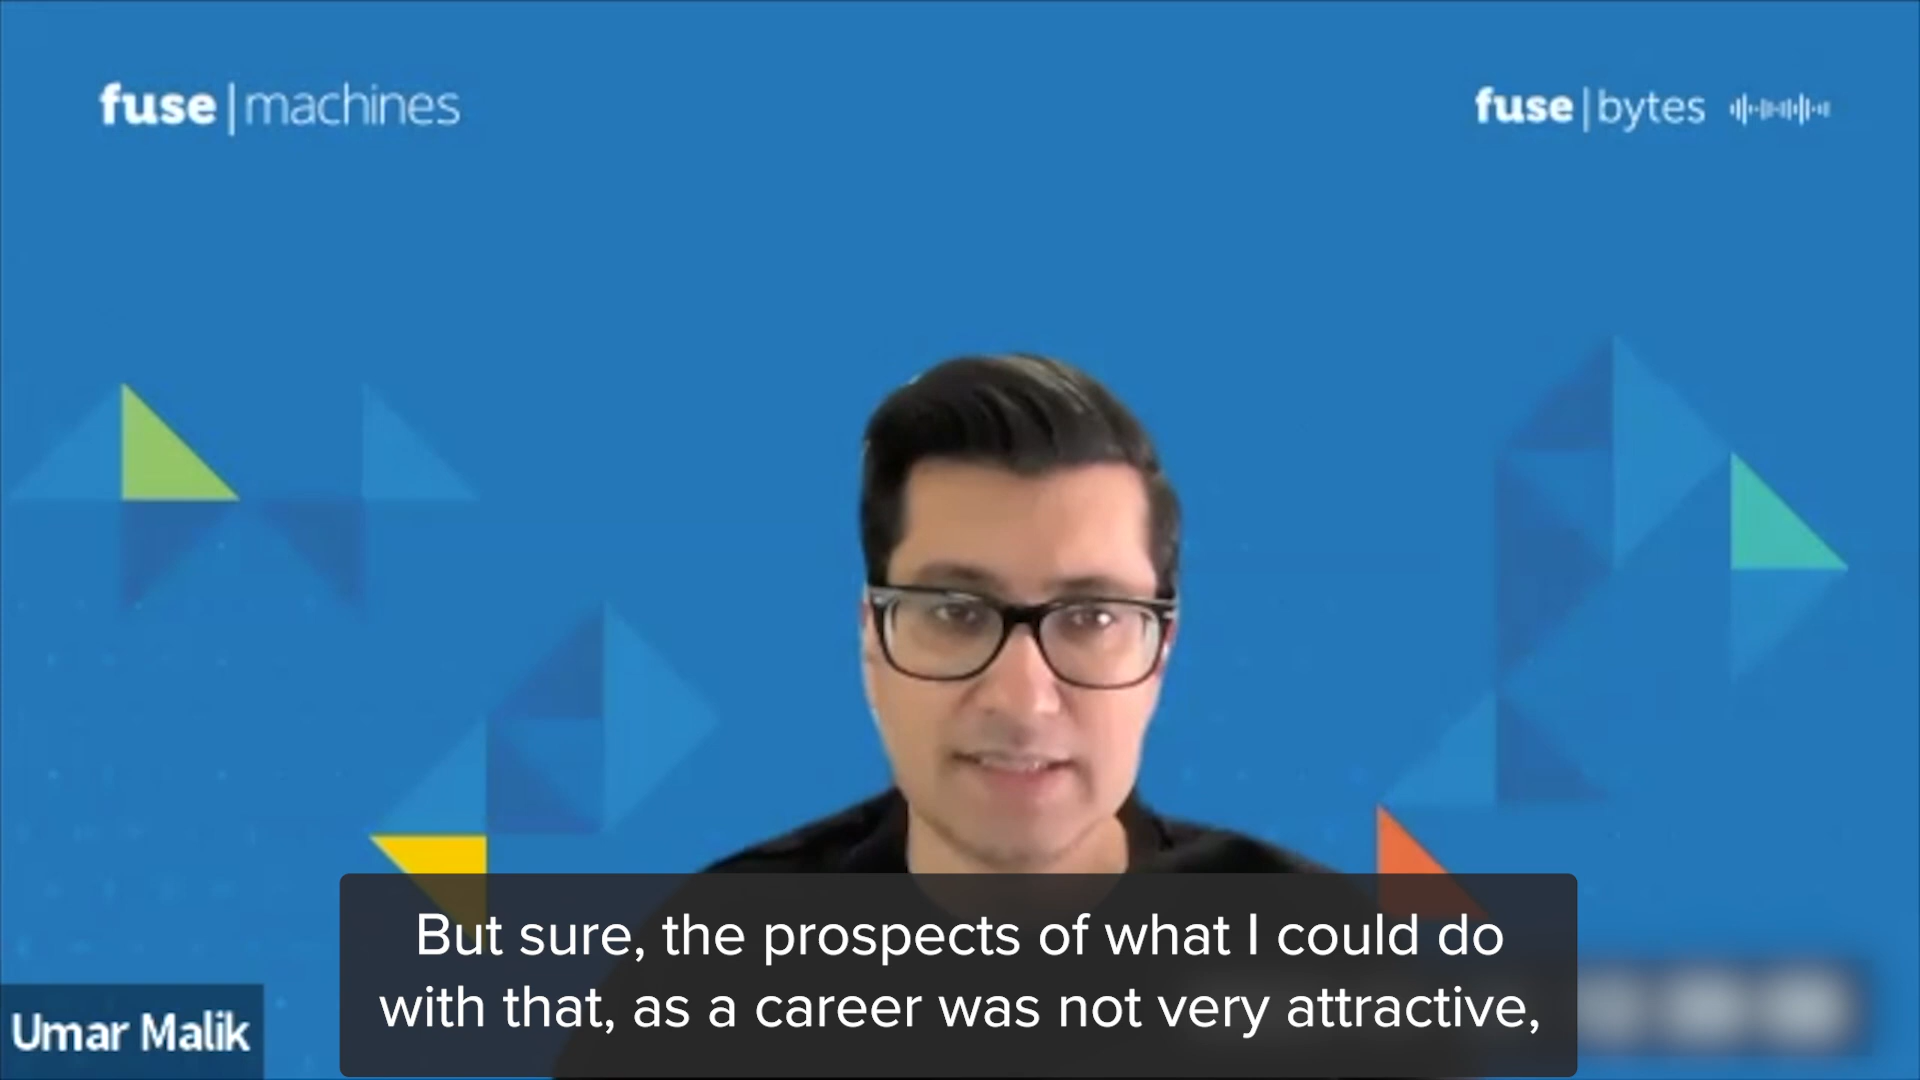 fuse|machines
fuse|bytes
But sure, the prospects of what I could do
with that, as a career was not very attractive,
Umar Malik